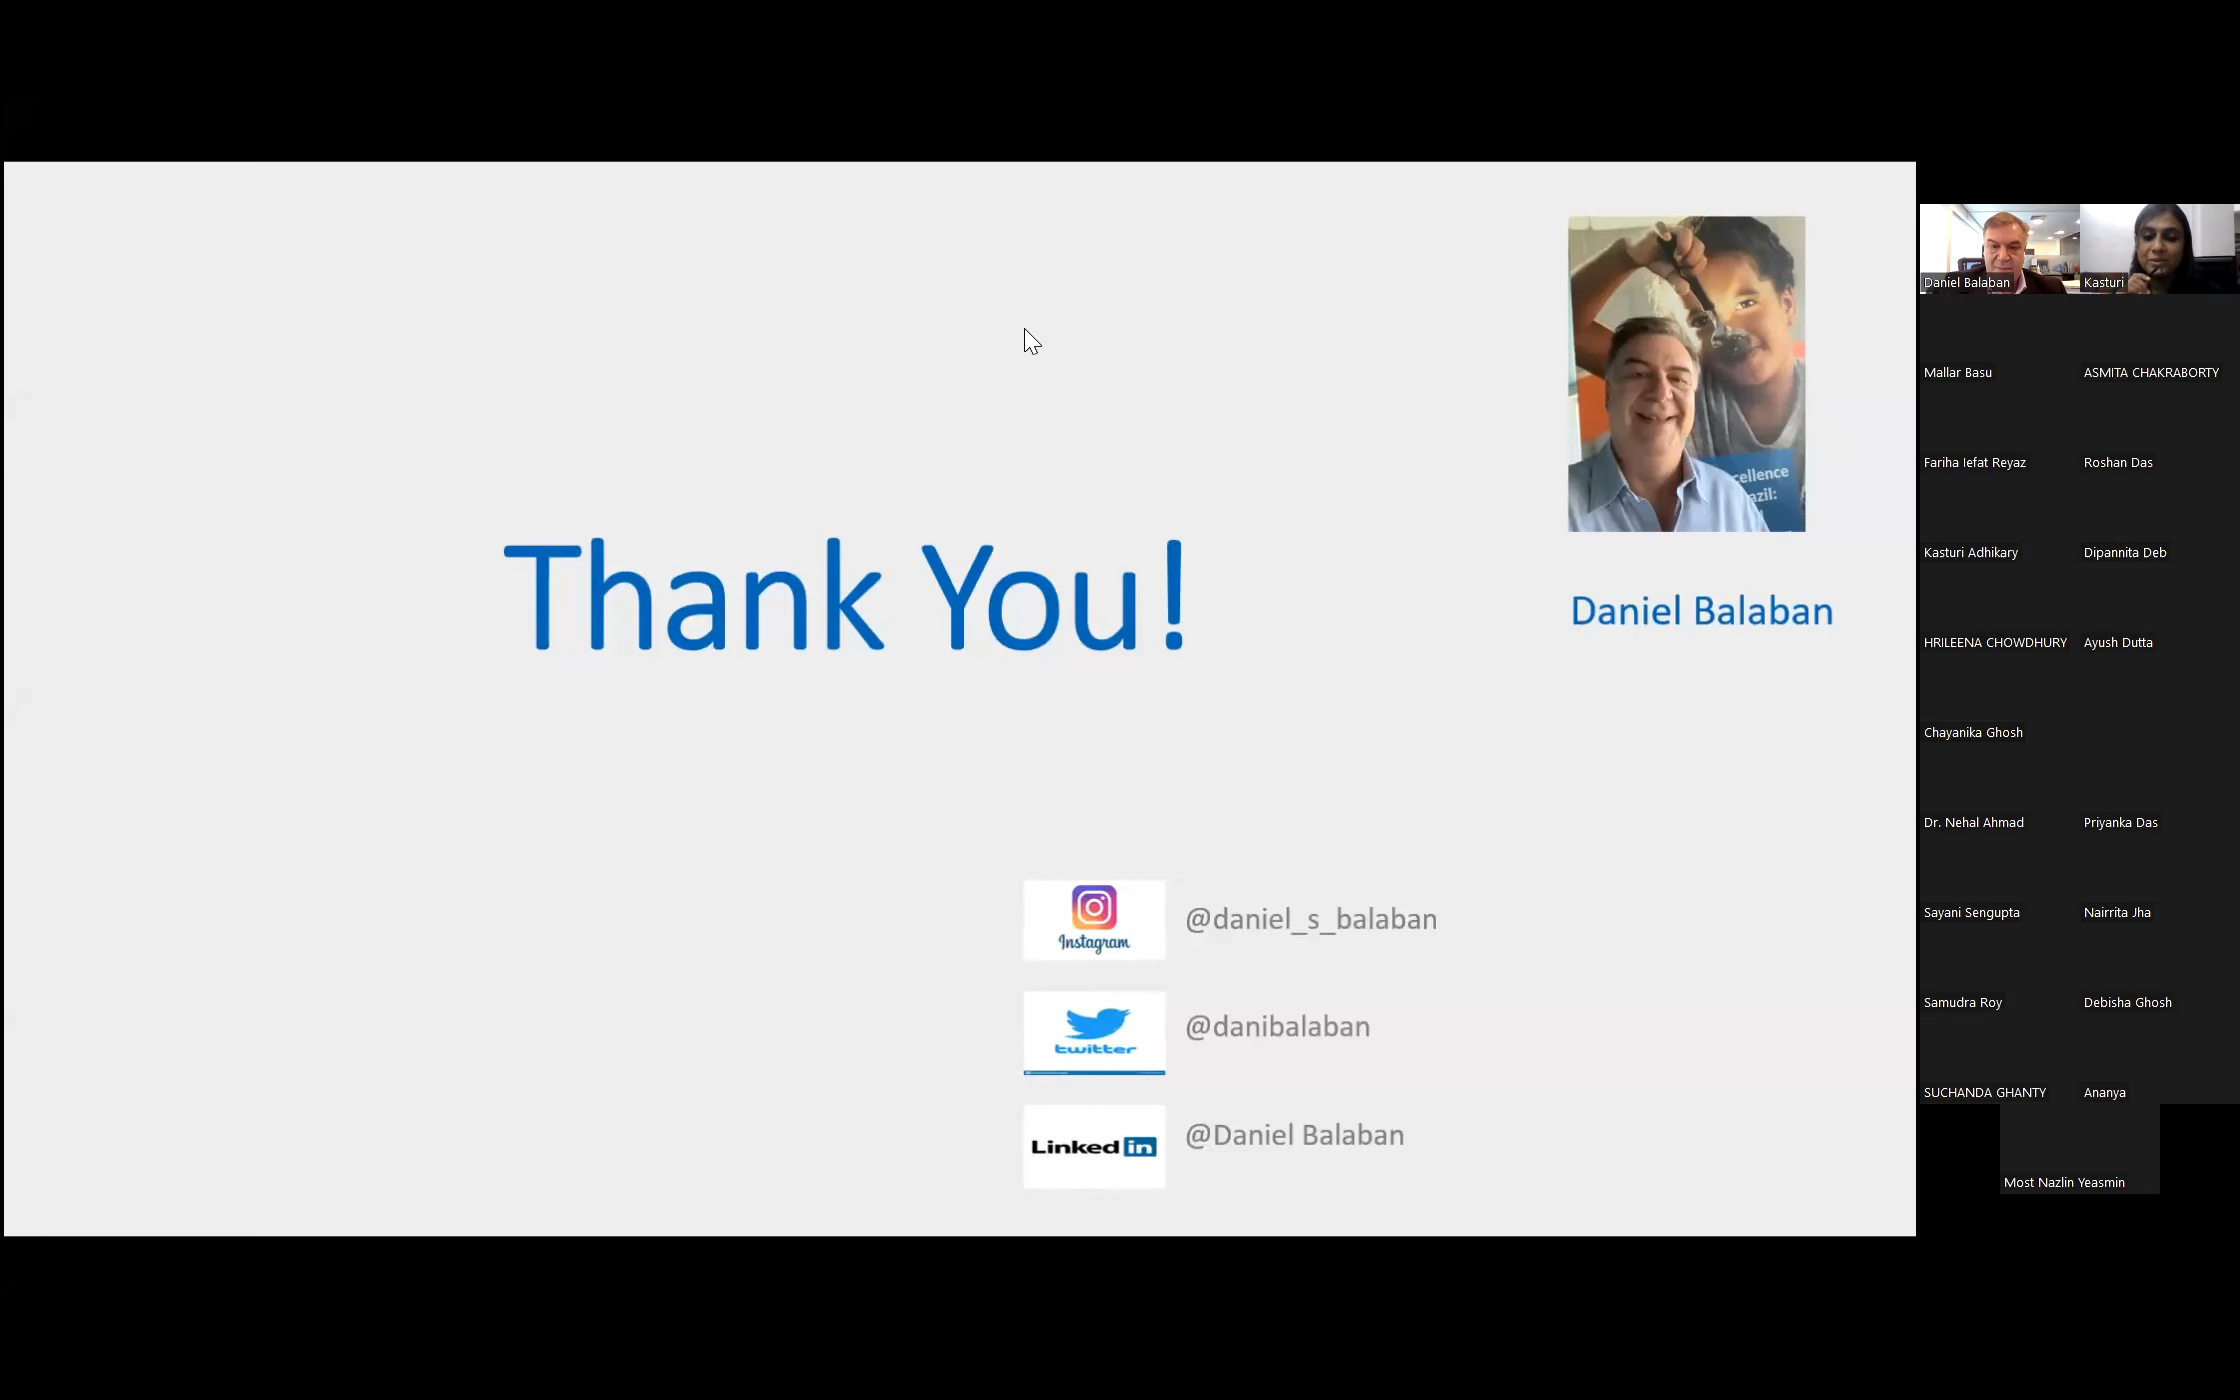 Thank You!
cellence
azil:
Daniel Balaban
Instagram
@daniel_s_balaban
twitter
@danibalaban
Linked in
@Daniel Balaban
Daniel Balaban
Kasturi
Mallar Basu
ASMITA CHAKRABORTY
Fariha Iefat Reyaz
Roshan Das
Kasturi Adhikary
Dipannita Deb
HRILEENA CHOWDHURY
Ayush Dutta
Chayanika Ghosh
Dr. Nehal Ahmad
Priyanka Das
Sayani Sengupta
Nairrita Jha
Samudra Roy
Debisha Ghosh
SUCHANDA GHANTY
Ananya
Most Nazlin Yeasmin